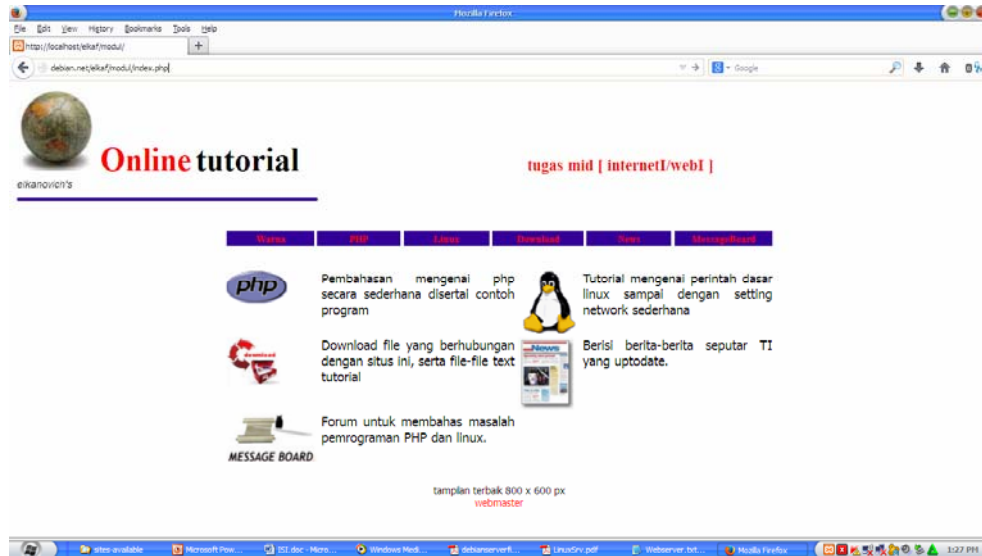 Mozilla Firefox
File Edit View History Bookmarks Tools Help
http://localhost/elkaf/modul/
debian.net/elkaf/modul/index.php
Google
Online tutorial
tugas mid [ internetI/webI ]
elkanovich's
Warna PHP Linux Download News MessageBoard
php
Pembahasan mengenai php
secara sederhana disertai contoh
program
Tutorial mengenai perintah dasar
linux sampai dengan setting
network sederhana
download
Download file yang berhubungan
dengan situs ini, serta file-file text
tutorial
News
Berisi berita-berita seputar TI
yang uptodate.
MESSAGE BOARD
Forum untuk membahas masalah
pemrograman PHP dan linux.
tampilan terbaik 800 x 600 px
webmaster
sites-available
Microsoft Pow...
ISI.doc - Micro...
Windows Medi...
debianserverfi...
LinuxSrv.pdf
Webserver.txt...
Mozilla Firefox
1:27 PM